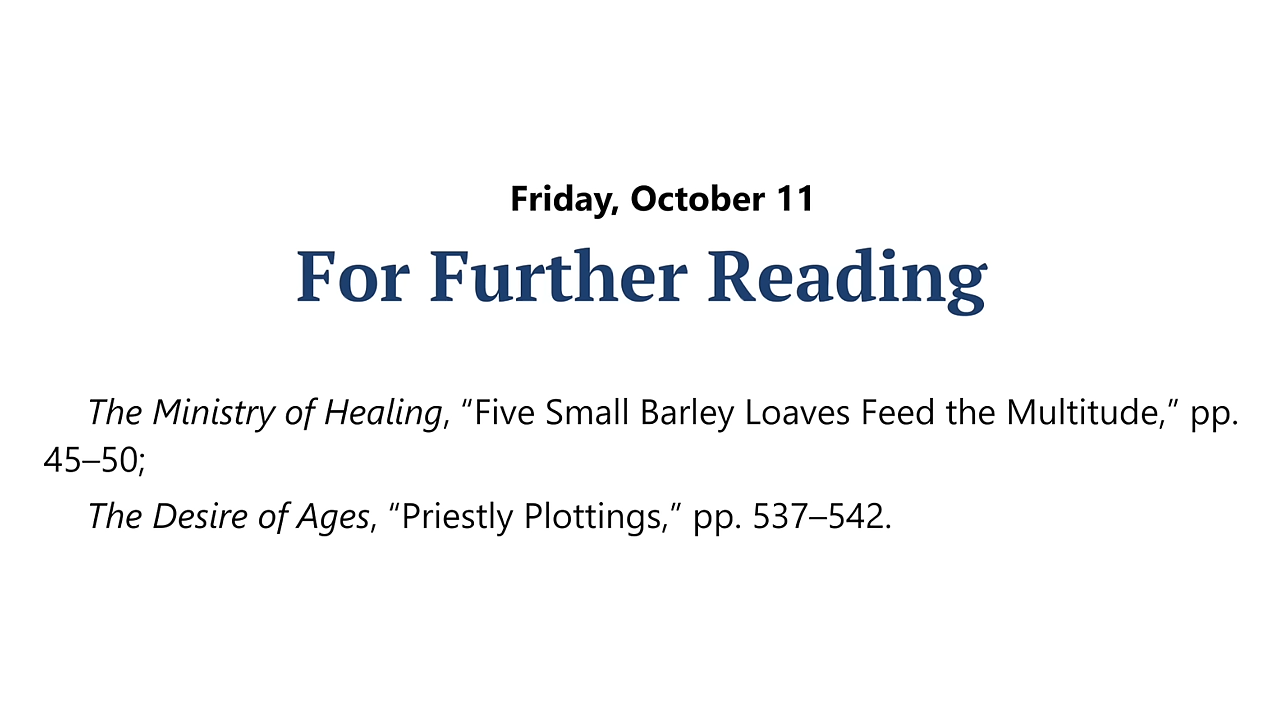 Friday, October 11
For Further Reading
The Ministry of Healing, “Five Small Barley Loaves Feed the Multitude,” pp.
45–50;
The Desire of Ages, “Priestly Plottings,” pp. 537–542.